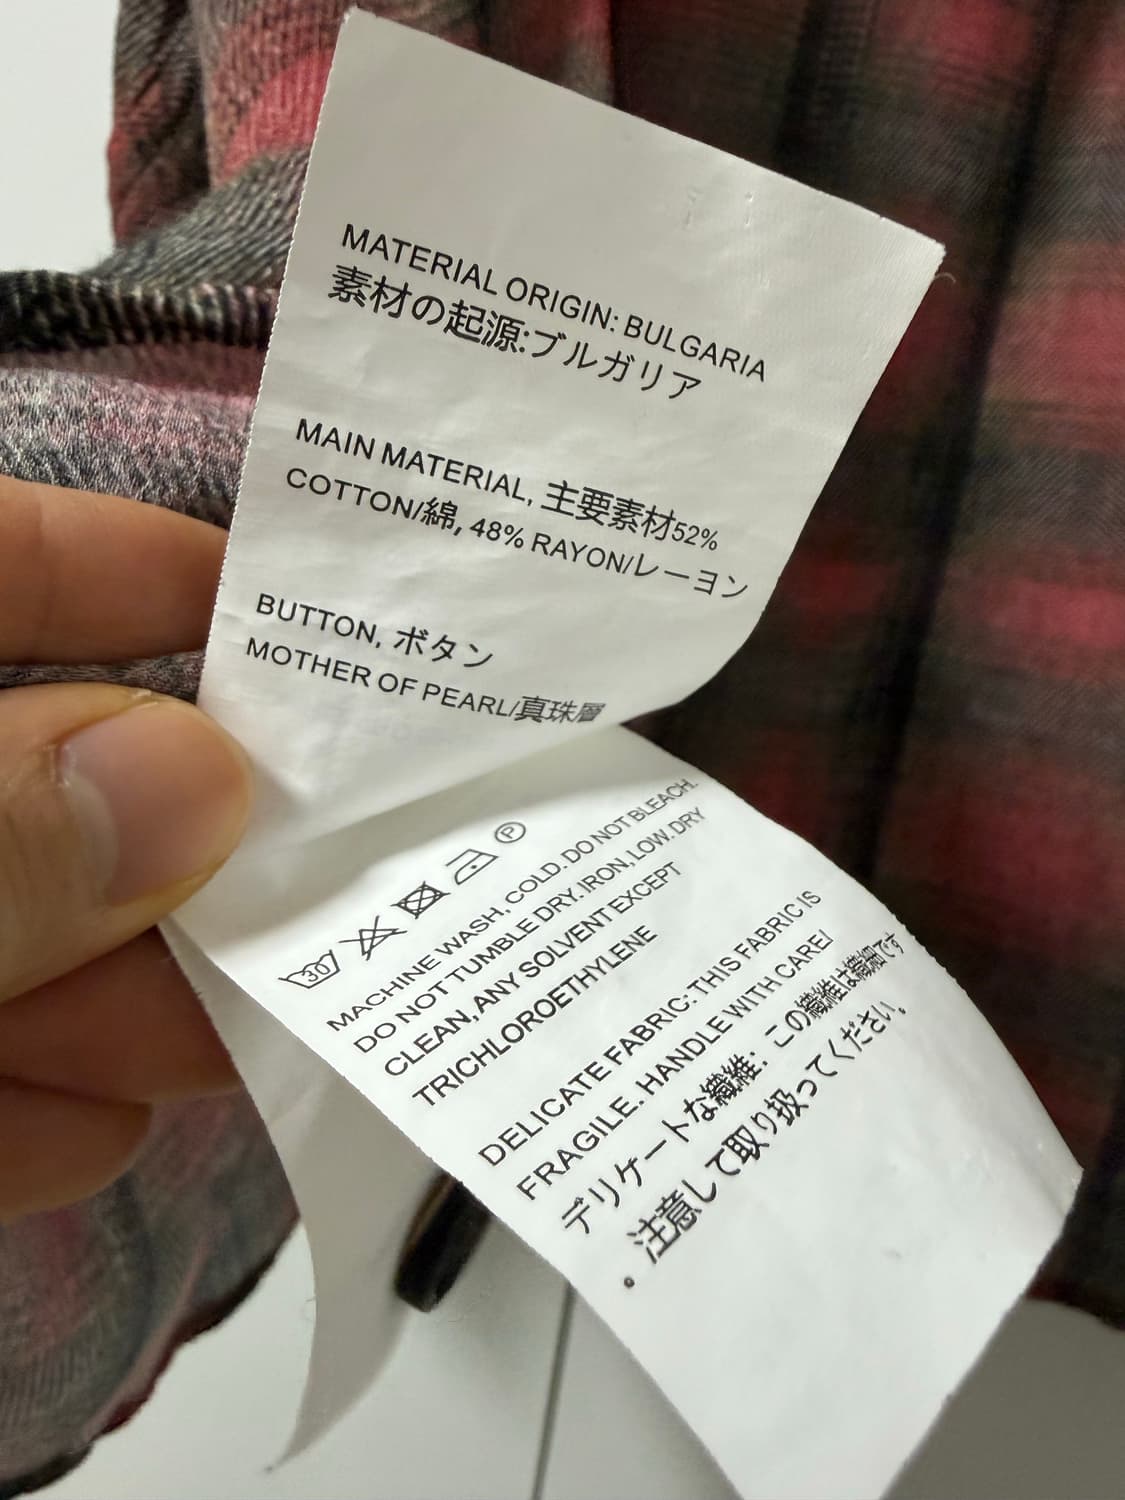 MATERIAL ORIGIN: BULGARIA
素材の起源:ブルガリア
MAIN MATERIAL, 主要素材52%
COTTON/綿, 48% RAYON/レーヨン
BUTTON, ボタン
MOTHER OF PEARL/真珠層
30 P
MACHINE WASH, COLD. DO NOT BLEACH.
DO NOT TUMBLE DRY. IRON, LOW. DRY
CLEAN, ANY SOLVENT EXCEPT
TRICHLOROETHYLENE
DELICATE FABRIC: THIS FABRIC IS
FRAGILE. HANDLE WITH CARE!
デリケートな繊維: この繊維は繊細です
。注意して取り扱ってください。